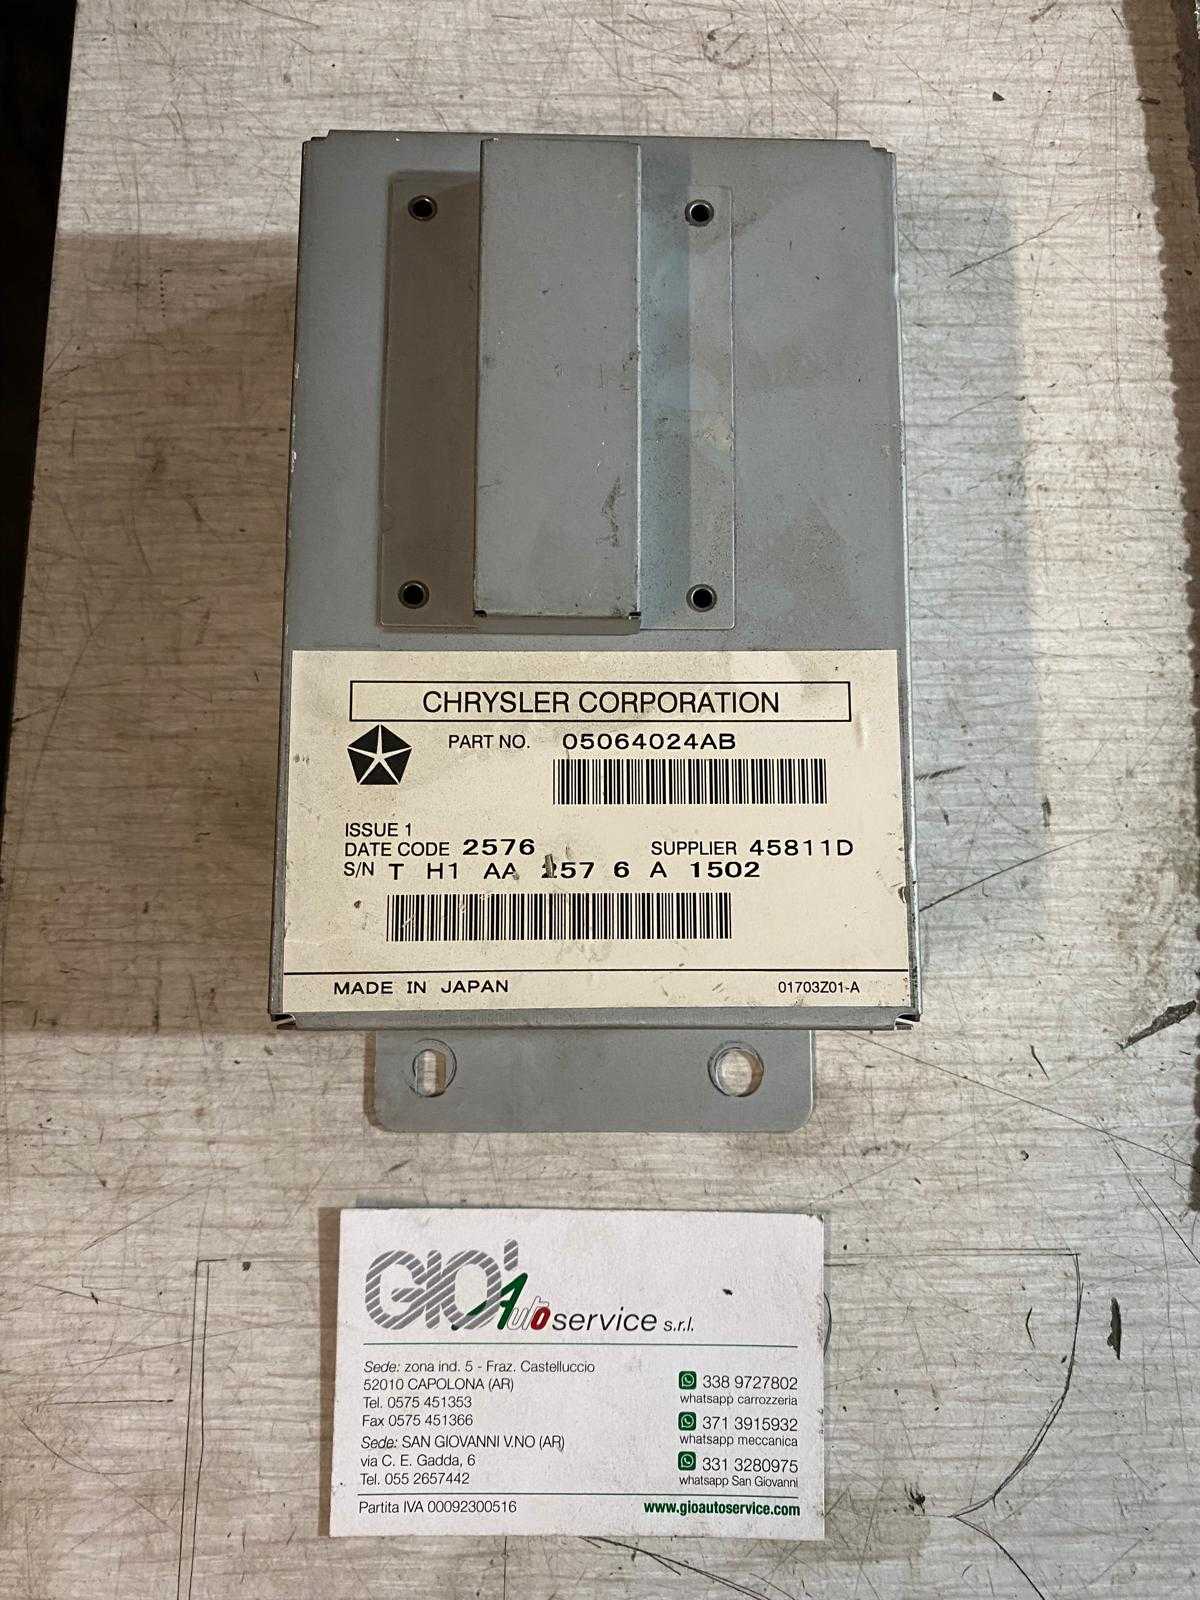 CHRYSLER CORPORATION
PART NO. 05064024AB
ISSUE 1
DATE CODE 2576 SUPPLIER 45811D
S/N T H1 AA 257 6 A 1502
MADE IN JAPAN 01703Z01-A
GIO' Autoservice s.r.l.
Sede: zona ind. 5 - Fraz. Castelluccio
52010 CAPOLONA (AR)
Tel. 0575 451353
Fax 0575 451366
Sede: SAN GIOVANNI V.NO (AR)
via C. E. Gadda, 6
Tel. 055 2657442
338 9727802
whatsapp carrozzeria
371 3915932
whatsapp meccanica
331 3280975
whatsapp San Giovanni
Partita IVA 00092300516 www.gioautoservice.com